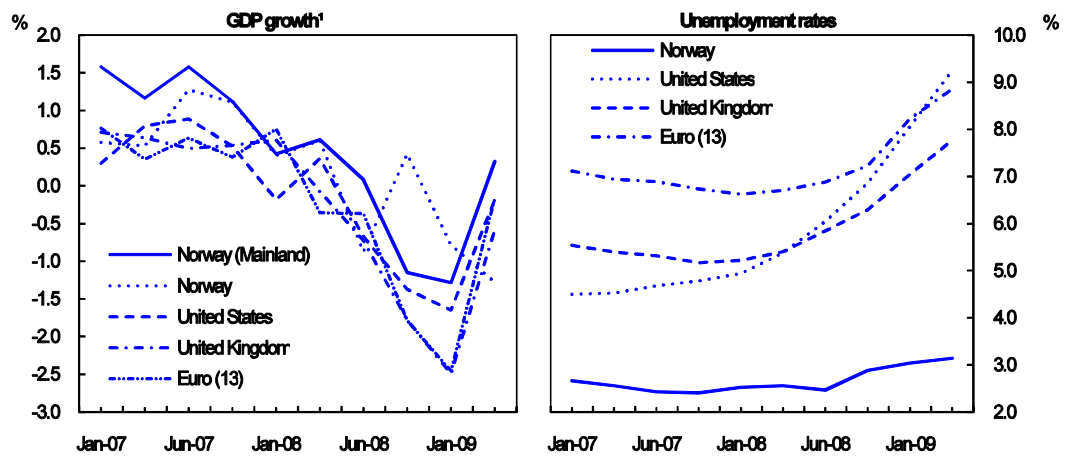 GDP growth¹
%
2.0
1.5
1.0
0.5
0.0
-0.5
-1.0
-1.5
-2.0
-2.5
-3.0
Norway (Mainland)
Norway
United States
United Kingdom
Euro (13)
Jan-07 Jun-07 Jan-08 Jun-08 Jan-09
Unemployment rates
%
Norway
United States
United Kingdom
Euro (13)
10.0
9.0
8.0
7.0
6.0
5.0
4.0
3.0
2.0
Jan-07 Jun-07 Jan-08 Jun-08 Jan-09